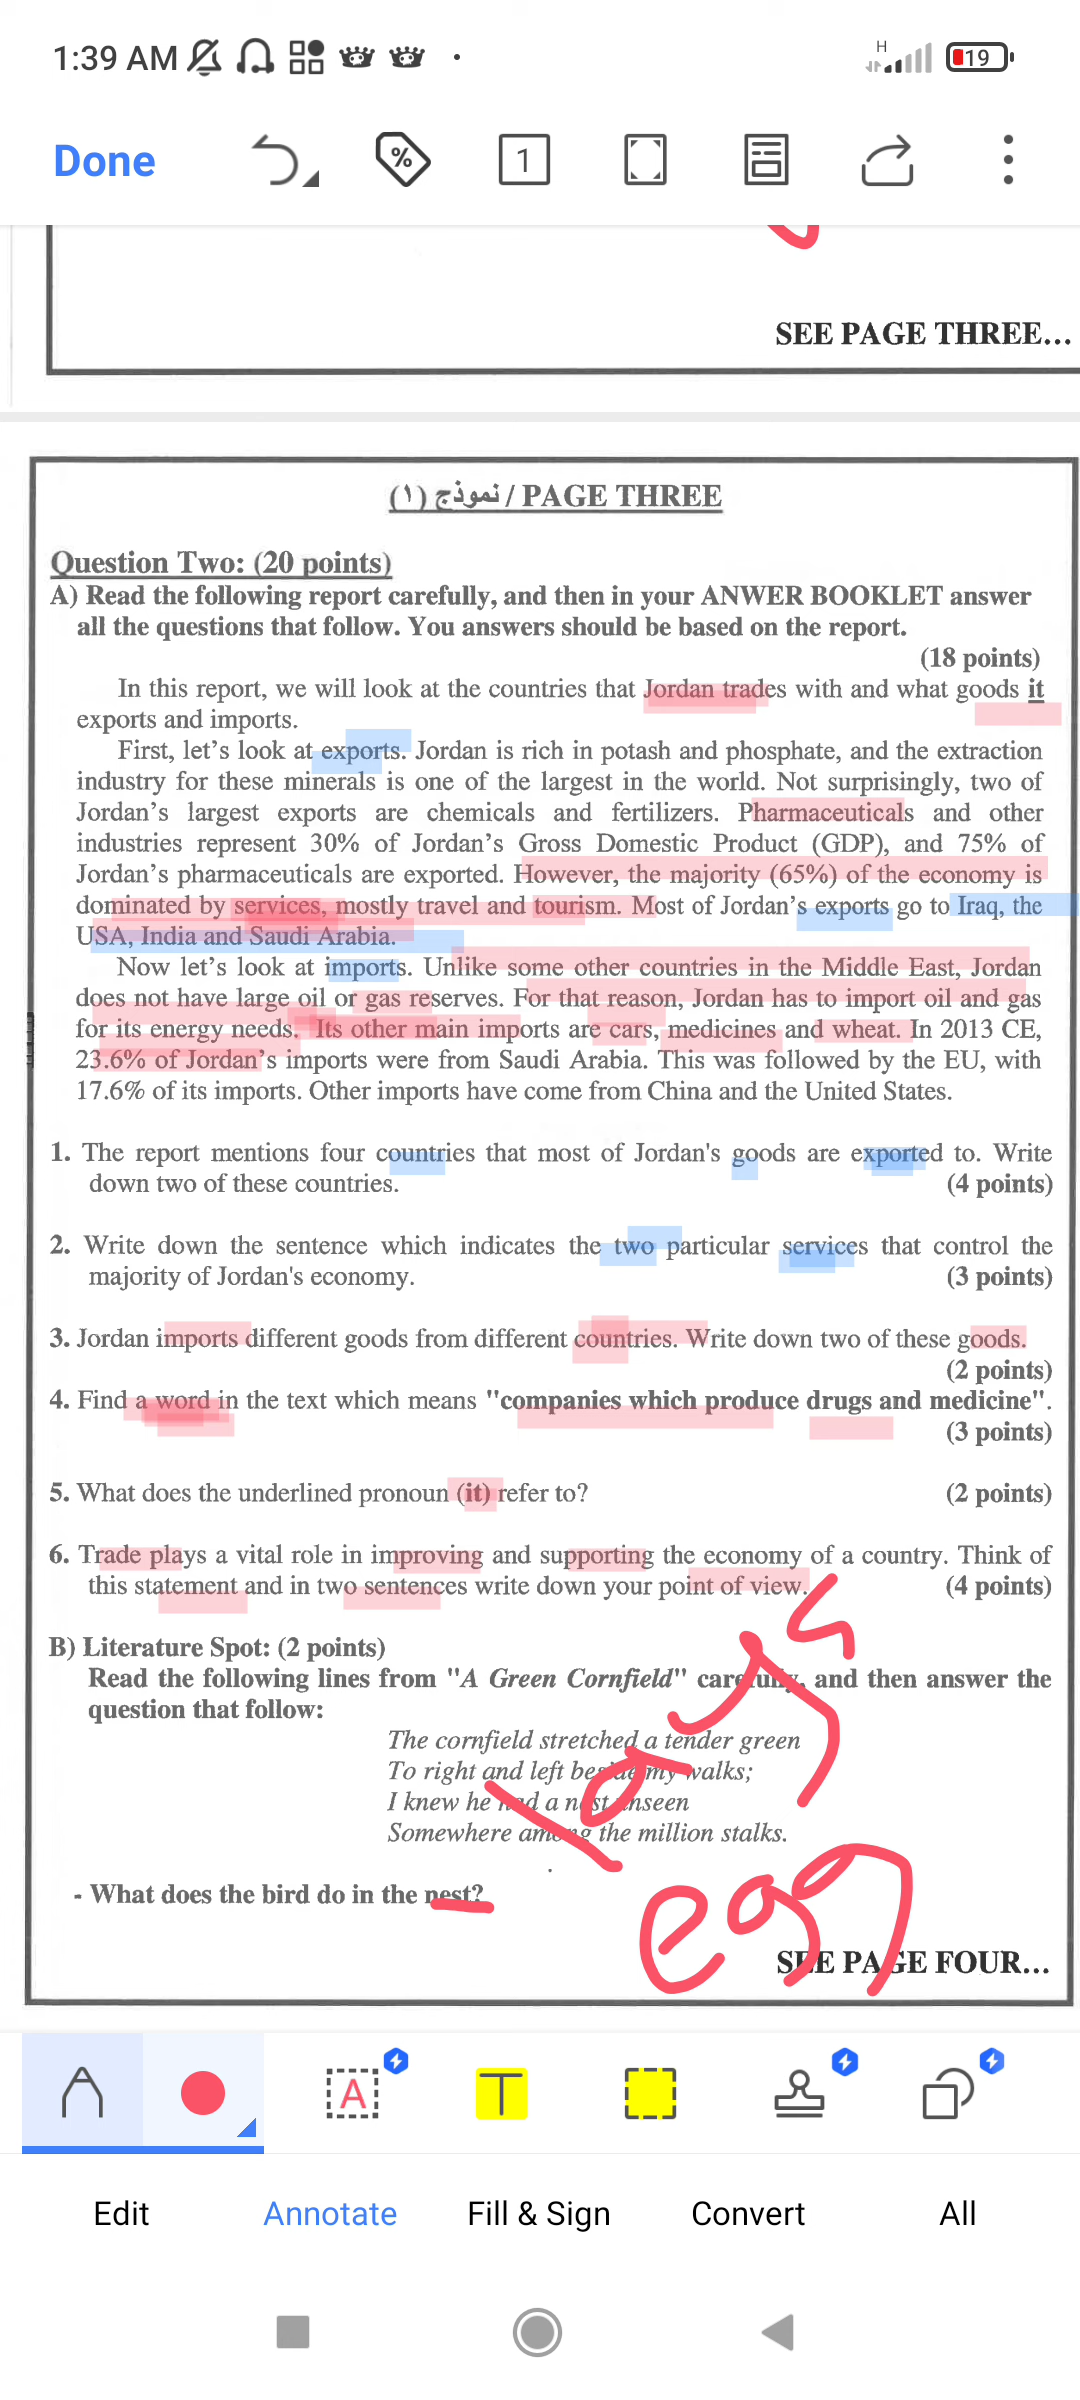 1:39 AM
H
19
Done
%
1
SEE PAGE THREE...
PAGE THREE / نموذج (١)
Question Two: (20 points)
A) Read the following report carefully, and then in your ANWER BOOKLET answer
all the questions that follow. You answers should be based on the report.
(18 points)
In this report, we will look at the countries that Jordan trades with and what goods it
exports and imports.
First, let's look at exports. Jordan is rich in potash and phosphate, and the extraction
industry for these minerals is one of the largest in the world. Not surprisingly, two of
Jordan's largest exports are chemicals and fertilizers. Pharmaceuticals and other
industries represent 30% of Jordan's Gross Domestic Product (GDP), and 75% of
Jordan's pharmaceuticals are exported. However, the majority (65%) of the economy is
dominated by services, mostly travel and tourism. Most of Jordan's exports go to Iraq, the
USA, India and Saudi Arabia.
Now let's look at imports. Unlike some other countries in the Middle East, Jordan
does not have large oil or gas reserves. For that reason, Jordan has to import oil and gas
for its energy needs. Its other main imports are cars, medicines and wheat. In 2013 CE,
23.6% of Jordan's imports were from Saudi Arabia. This was followed by the EU, with
17.6% of its imports. Other imports have come from China and the United States.
1. The report mentions four countries that most of Jordan's goods are exported to. Write
down two of these countries. (4 points)
2. Write down the sentence which indicates the two particular services that control the
majority of Jordan's economy. (3 points)
3. Jordan imports different goods from different countries. Write down two of these goods.
(2 points)
4. Find a word in the text which means "companies which produce drugs and medicine".
(3 points)
5. What does the underlined pronoun (it) refer to? (2 points)
6. Trade plays a vital role in improving and supporting the economy of a country. Think of
this statement and in two sentences write down your point of view. (4 points)
B) Literature Spot: (2 points)
Read the following lines from "A Green Cornfield" carefully, and then answer the
question that follow:
The cornfield stretched a tender green
To right and left beside my walks;
I knew he had a nest unseen
Somewhere among the million stalks.
- What does the bird do in the nest?
lays
egg
SEE PAGE FOUR...
A
T
Edit Annotate Fill & Sign Convert All